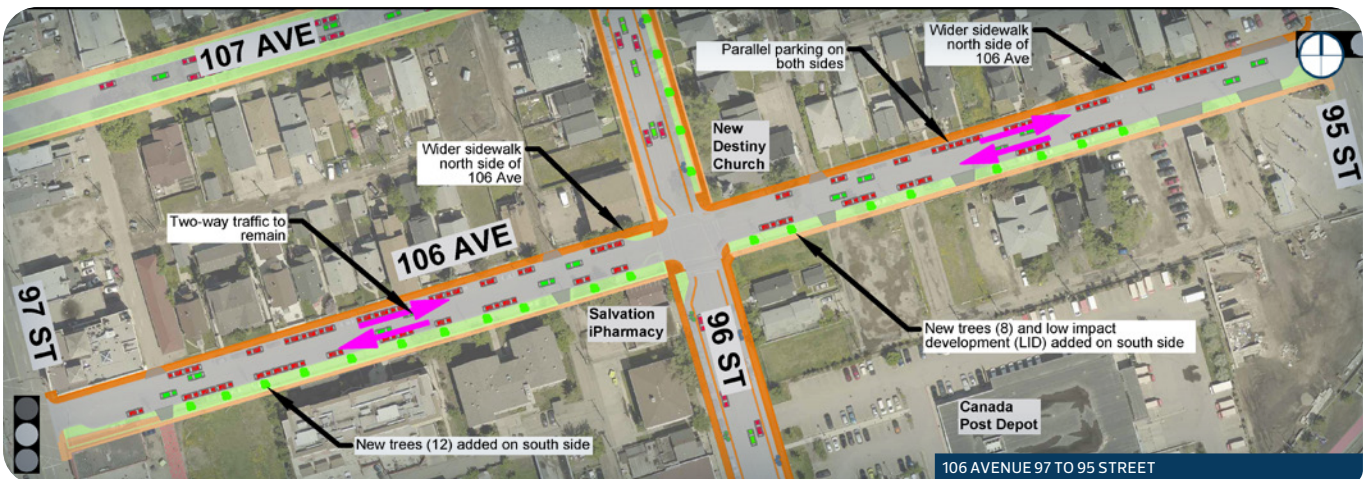 107 AVE
Parallel parking on
both sides
Wider sidewalk
north side of
106 Ave
95 ST
New
Destiny
Church
Wider sidewalk
north side of
106 Ave
Two-way traffic to
remain
106 AVE
97 ST
Salvation
iPharmacy
96 ST
New trees (8) and low impact
development (LID) added on south side
Canada
Post Depot
New trees (12) added on south side
106 AVENUE 97 TO 95 STREET